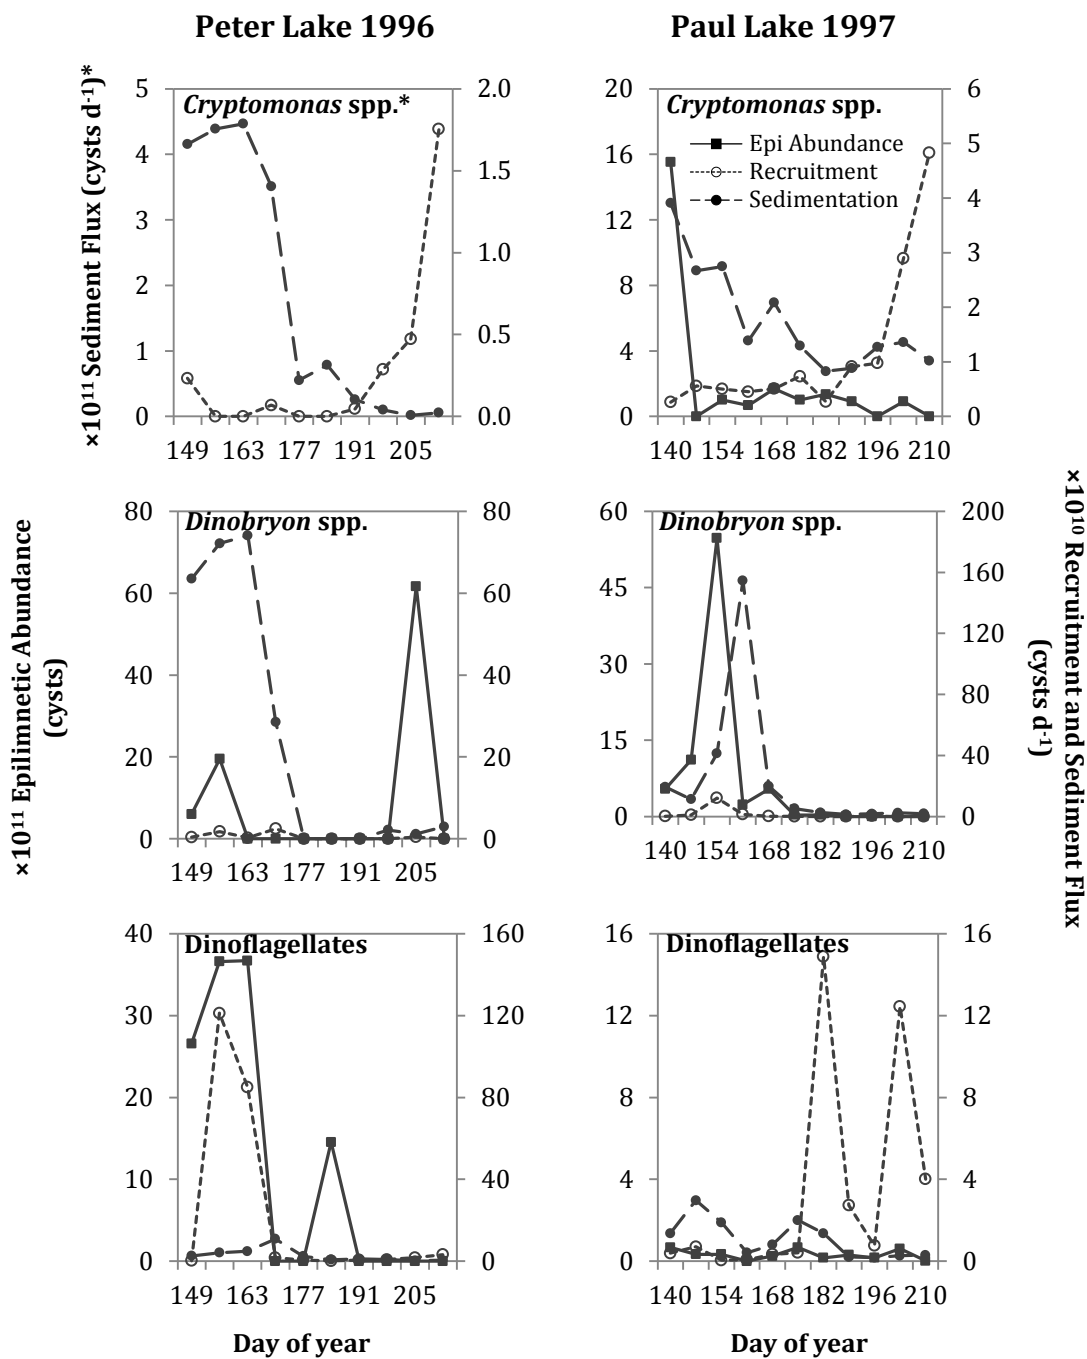 Peter Lake 1996
Paul Lake 1997
×10¹¹ Sediment Flux (cysts d⁻¹)*
5
4
3
2
1
0
Cryptomonas spp.*
2.0
1.5
1.0
0.5
0.0
149 163 177 191 205
20
16
12
8
4
0
Cryptomonas spp.
Epi Abundance
Recruitment
Sedimentation
6
5
4
3
2
1
0
140 154 168 182 196 210
×10¹¹ Epilimnetic Abundance
(cysts)
80
60
40
20
0
Dinobryon spp.
80
60
40
20
0
149 163 177 191 205
60
45
30
15
0
Dinobryon spp.
200
160
120
80
40
0
140 154 168 182 196 210
×10¹⁰ Recruitment and Sediment Flux
(cysts d⁻¹)
40
30
20
10
0
Dinoflagellates
160
120
80
40
0
149 163 177 191 205
Day of year
16
12
8
4
0
Dinoflagellates
16
12
8
4
0
140 154 168 182 196 210
Day of year